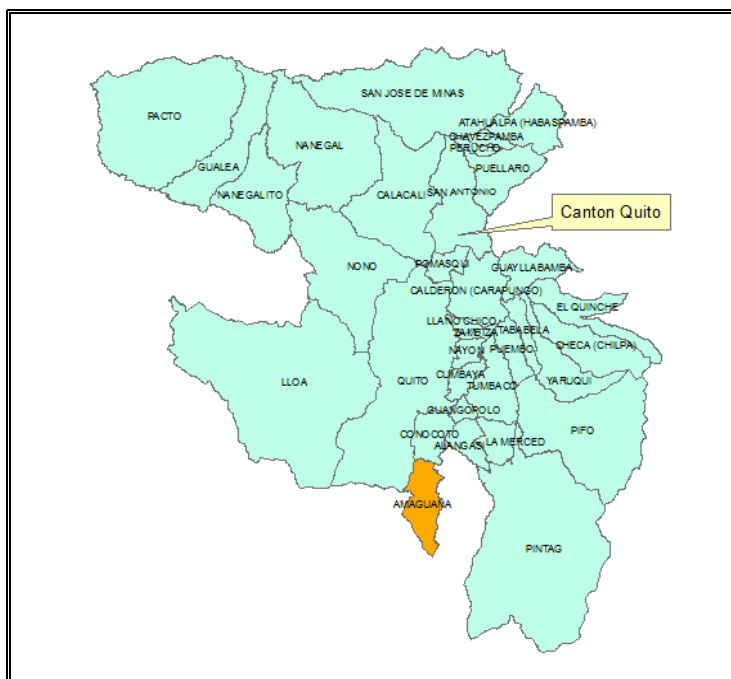 SAN JOSE DE MINAS
PACTO
ATAHUALPA (HABASPAMBA)
CHAVEZPAMBA
NANEGAL
PERUCHO
GUALEA
PUELLARO
NANEGALITO
CALACALI
SAN ANTONIO
Canton Quito
NONO
POMASQUI
GUAYLLABAMBA
CALDERON (CARAPUNGO)
EL QUINCHE
LLANO CHICO
ZAMBIZA
TABABELA
CHECA (CHILPA)
NAYON
PUEMBO
LLOA
QUITO
CUMBAYA
TUMBACO
YARUQUI
GUANGOPOLO
PIFO
CONOCOTO
ALANGASI
LA MERCED
AMAGUAÑA
PINTAG